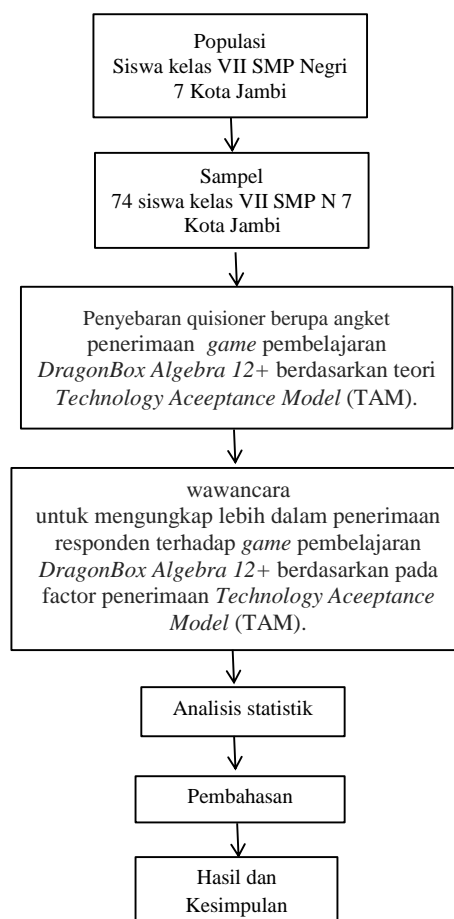 Populasi
Siswa kelas VII SMP Negri
7 Kota Jambi
Sampel
74 siswa kelas VII SMP N 7
Kota Jambi
Penyebaran quisioner berupa angket
penerimaan game pembelajaran
DragonBox Algebra 12+ berdasarkan teori
Technology Aceeptance Model (TAM).
wawancara
untuk mengungkap lebih dalam penerimaan
responden terhadap game pembelajaran
DragonBox Algebra 12+ berdasarkan pada
factor penerimaan Technology Aceeptance
Model (TAM).
Analisis statistik
Pembahasan
Hasil dan
Kesimpulan